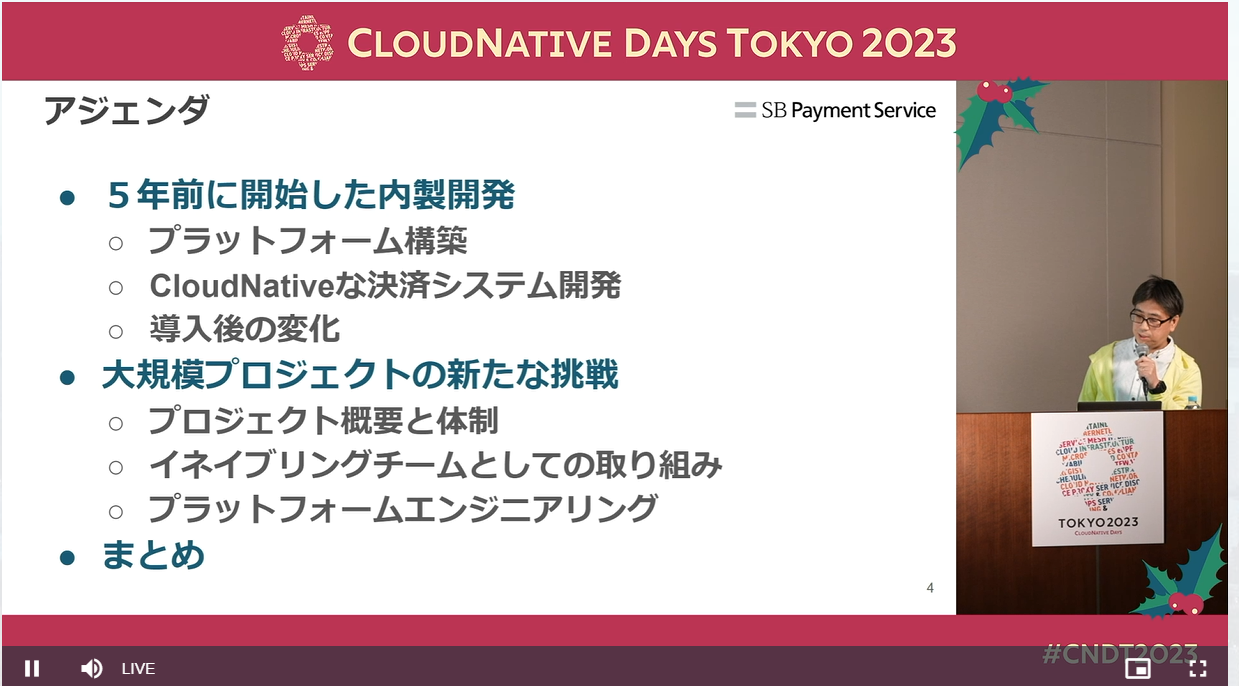 CLOUDNATIVE DAYS TOKYO 2023
アジェンダ
SB Payment Service
● 5年前に開始した内製開発
○ プラットフォーム構築
○ CloudNativeな決済システム開発
○ 導入後の変化
● 大規模プロジェクトの新たな挑戦
○ プロジェクト概要と体制
○ イネイブリングチームとしての取り組み
○ プラットフォームエンジニアリング
● まとめ
4
TOKYO2023
CLOUDNATIVE DAYS
#CNDT2023
LIVE